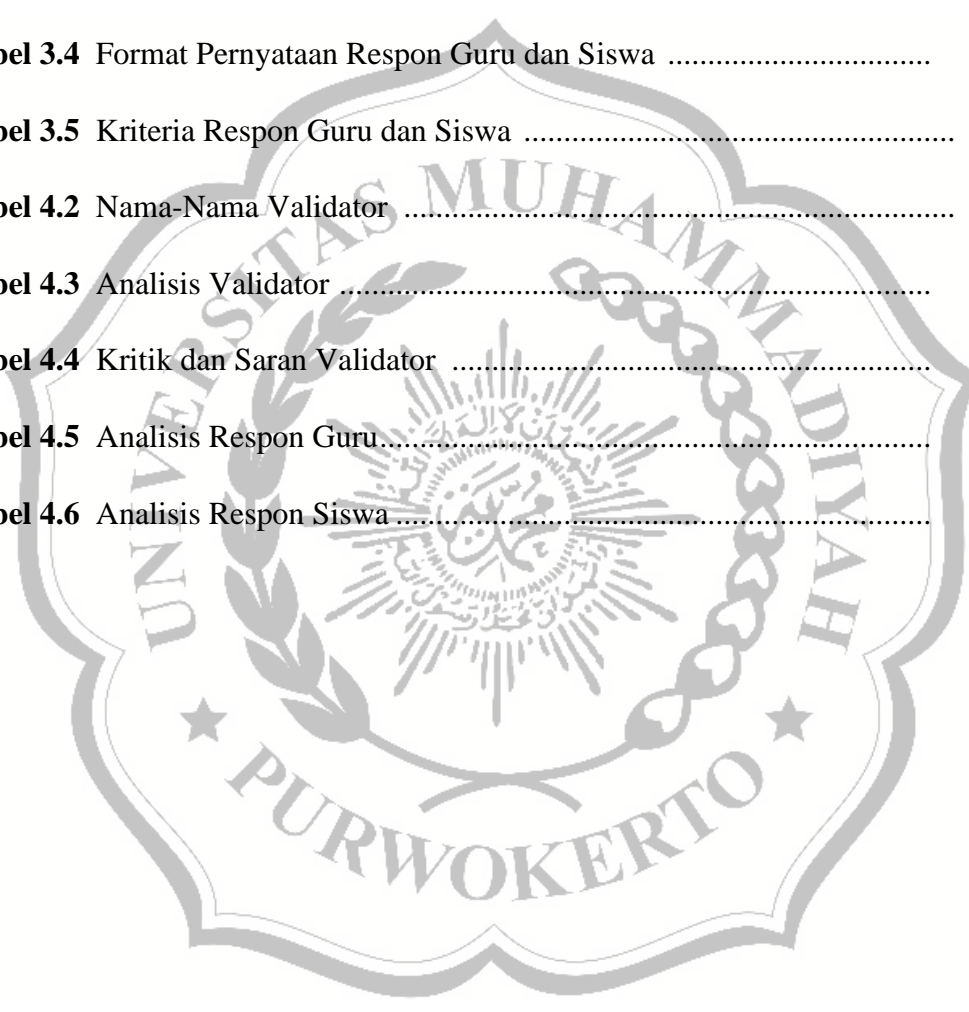 bel 3.4 Format Pernyataan Respon Guru dan Siswa .................................
bel 3.5 Kriteria Respon Guru dan Siswa ......................................................
bel 4.2 Nama-Nama Validator .....................................................................
bel 4.3 Analisis Validator ..........................................................................
bel 4.4 Kritik dan Saran Validator ............................................................
bel 4.5 Analisis Respon Guru.....................................................................
bel 4.6 Analisis Respon Siswa ...................................................................
UNIVERSITAS MUHAMMADIYAH
PURWOKERTO